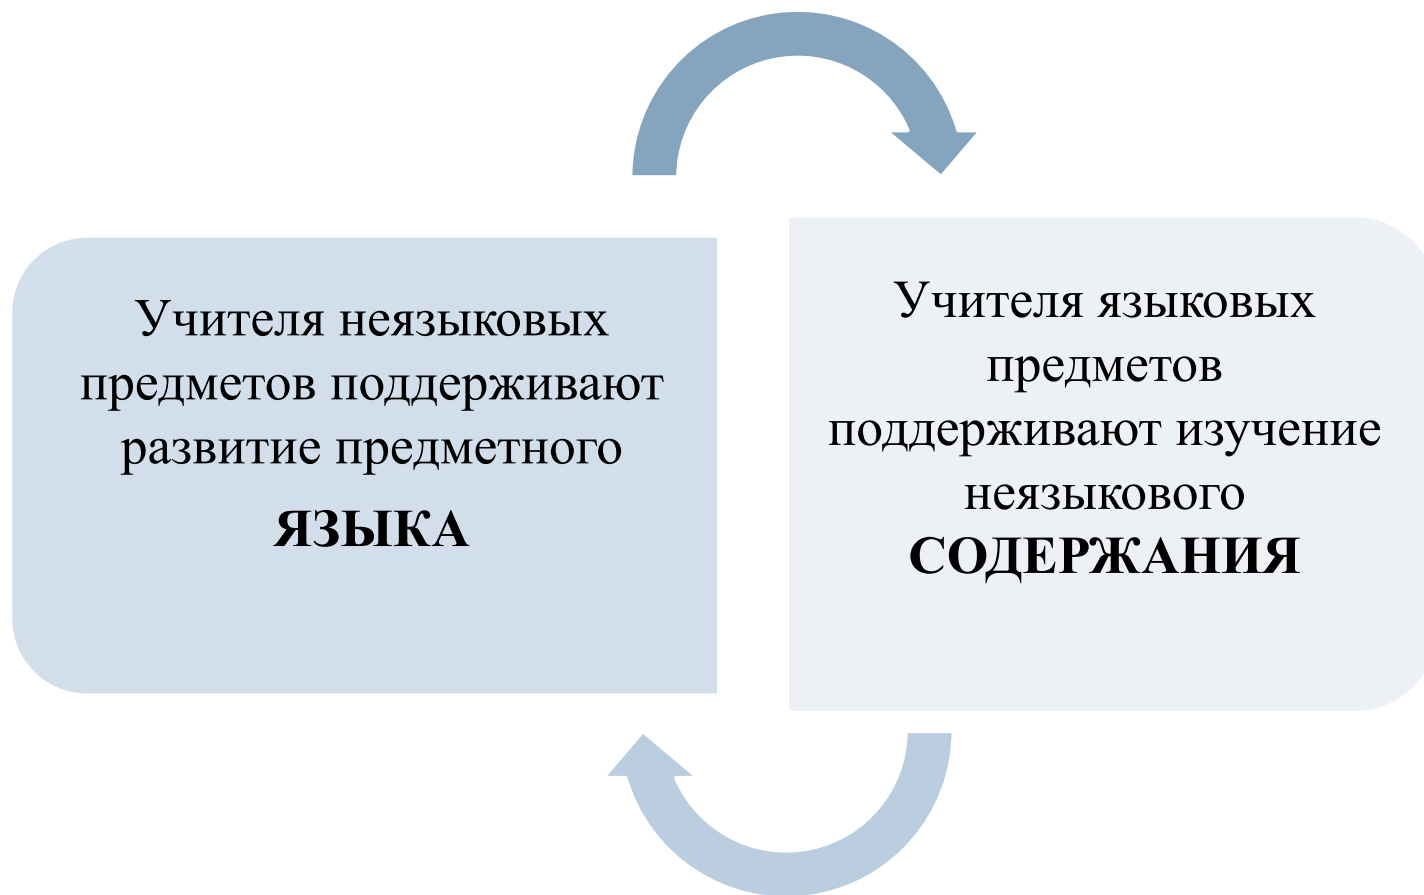 Учителя неязыковых
предметов поддерживают
развитие предметного
ЯЗЫКА
Учителя языковых
предметов
поддерживают изучение
неязыкового
СОДЕРЖАНИЯ